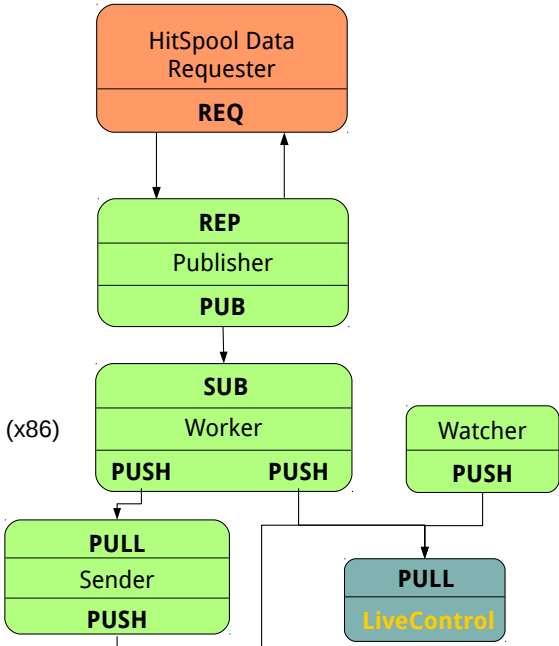 HitSpool Data
Requester
REQ
REP
Publisher
PUB
SUB
(x86)
Worker
PUSH PUSH
Watcher
PUSH
PULL
Sender
PUSH
PULL
LiveControl